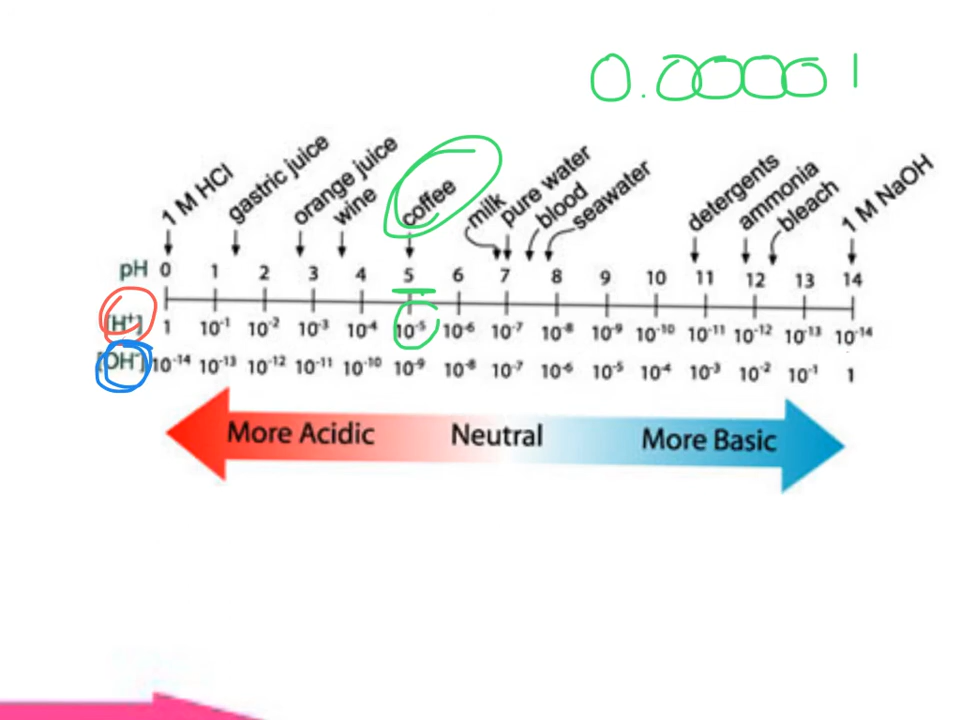 0.00001
1 M HCl
gastric juice
orange juice
wine
coffee
milk
pure water
blood
seawater
detergents
ammonia
bleach
1 M NaOH
pH 0 1 2 3 4 5 6 7 8 9 10 11 12 13 14
[H⁺] 1 10⁻¹ 10⁻² 10⁻³ 10⁻⁴ 10⁻⁵ 10⁻⁶ 10⁻⁷ 10⁻⁸ 10⁻⁹ 10⁻¹⁰ 10⁻¹¹ 10⁻¹² 10⁻¹³ 10⁻¹⁴
[OH⁻] 10⁻¹⁴ 10⁻¹³ 10⁻¹² 10⁻¹¹ 10⁻¹⁰ 10⁻⁹ 10⁻⁸ 10⁻⁷ 10⁻⁶ 10⁻⁵ 10⁻⁴ 10⁻³ 10⁻² 10⁻¹ 1
More Acidic Neutral More Basic